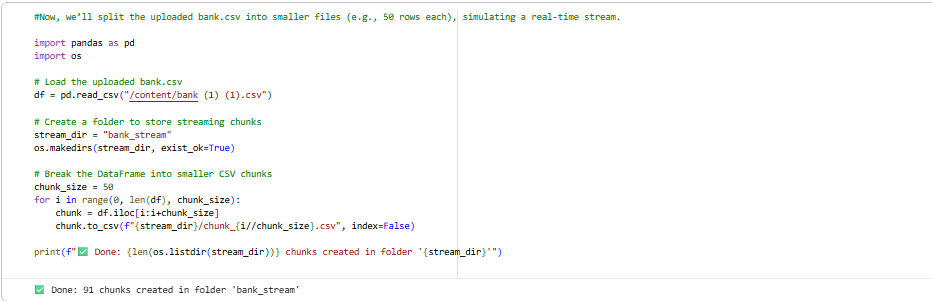 #Now, we'll split the uploaded bank.csv into smaller files (e.g., 50 rows each), simulating a real-time stream.
import pandas as pd
import os
# Load the uploaded bank.csv
df = pd.read_csv("/content/bank (1) (1).csv")
# Create a folder to store streaming chunks
stream_dir = "bank_stream"
os.makedirs(stream_dir, exist_ok=True)
# Break the DataFrame into smaller CSV chunks
chunk_size = 50
for i in range(0, len(df), chunk_size):
    chunk = df.iloc[i:i+chunk_size]
    chunk.to_csv(f"{stream_dir}/chunk_{i//chunk_size}.csv", index=False)
print(f"✅ Done: {len(os.listdir(stream_dir))} chunks created in folder '{stream_dir}'")
✅ Done: 91 chunks created in folder 'bank_stream'